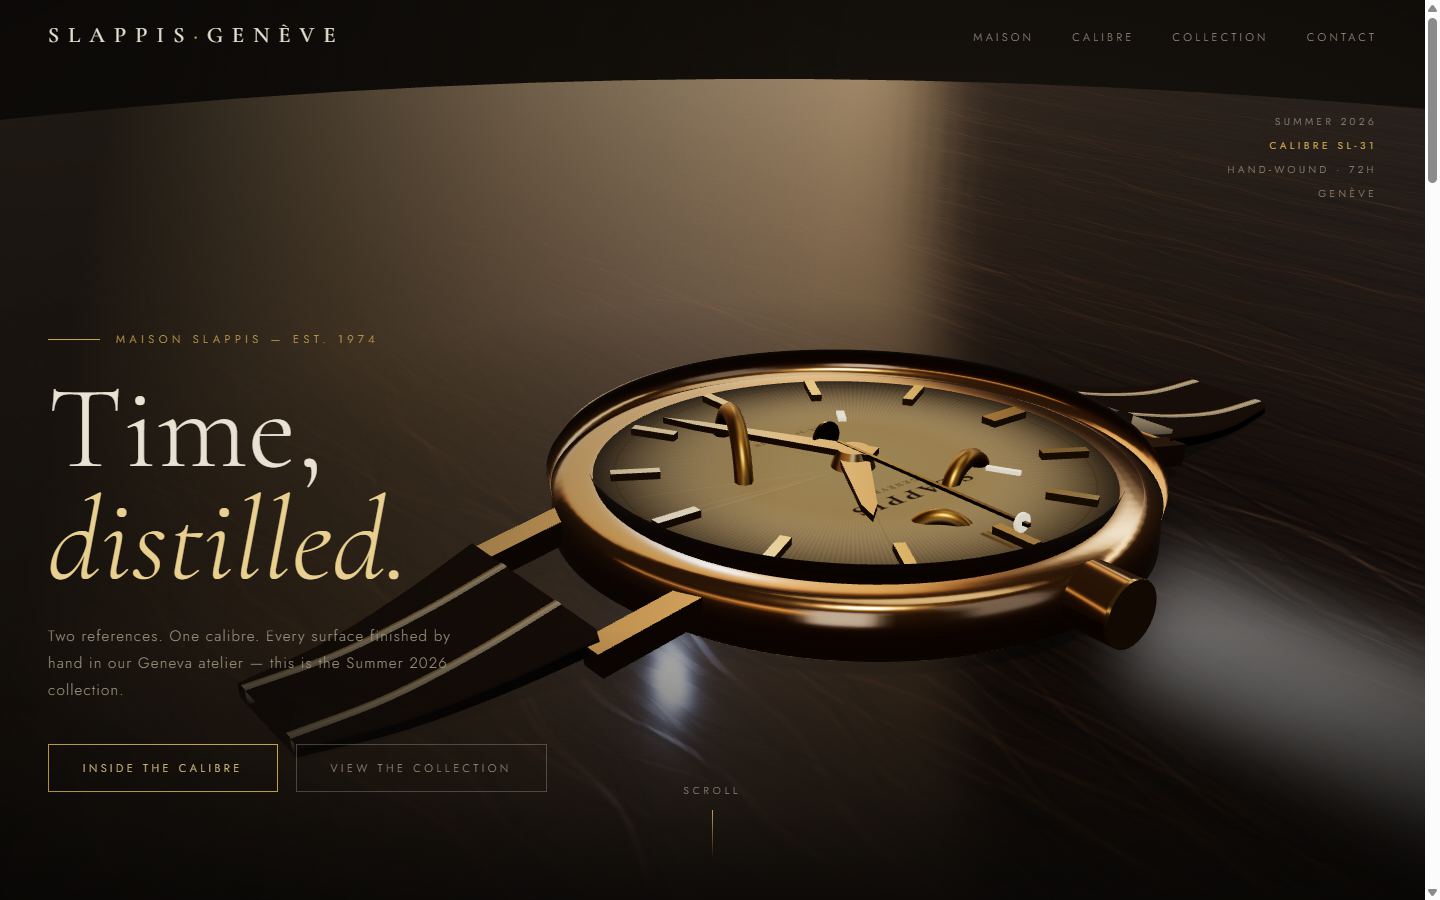 SLAPPIS·GENÈVE
MAISON
CALIBRE
COLLECTION
CONTACT
SUMMER 2026
CALIBRE SL-31
HAND-WOUND · 72H
GENÈVE
MAISON SLAPPIS — EST. 1974
Time,
distilled.
Two references. One calibre. Every surface finished by
hand in our Geneva atelier — this is the Summer 2026
collection.
INSIDE THE CALIBRE
VIEW THE COLLECTION
SCROLL